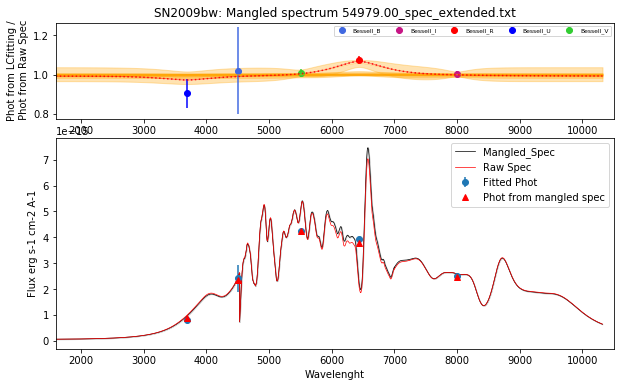 SN2009bw: Mangled spectrum 54979.00_spec_extended.txt
Phot from LCfitting /
Phot from Raw Spec
1.2
1.0
0.8
Bessell_B
Bessell_I
Bessell_R
Bessell_U
Bessell_V
2000 3000 4000 5000 6000 7000 8000 9000 10000
Flux erg s-1 cm-2 A-1
7
6
5
4
3
2
1
0
Mangled_Spec
Raw Spec
Fitted Phot
Phot from mangled spec
2000 3000 4000 5000 6000 7000 8000 9000 10000
Wavelenght